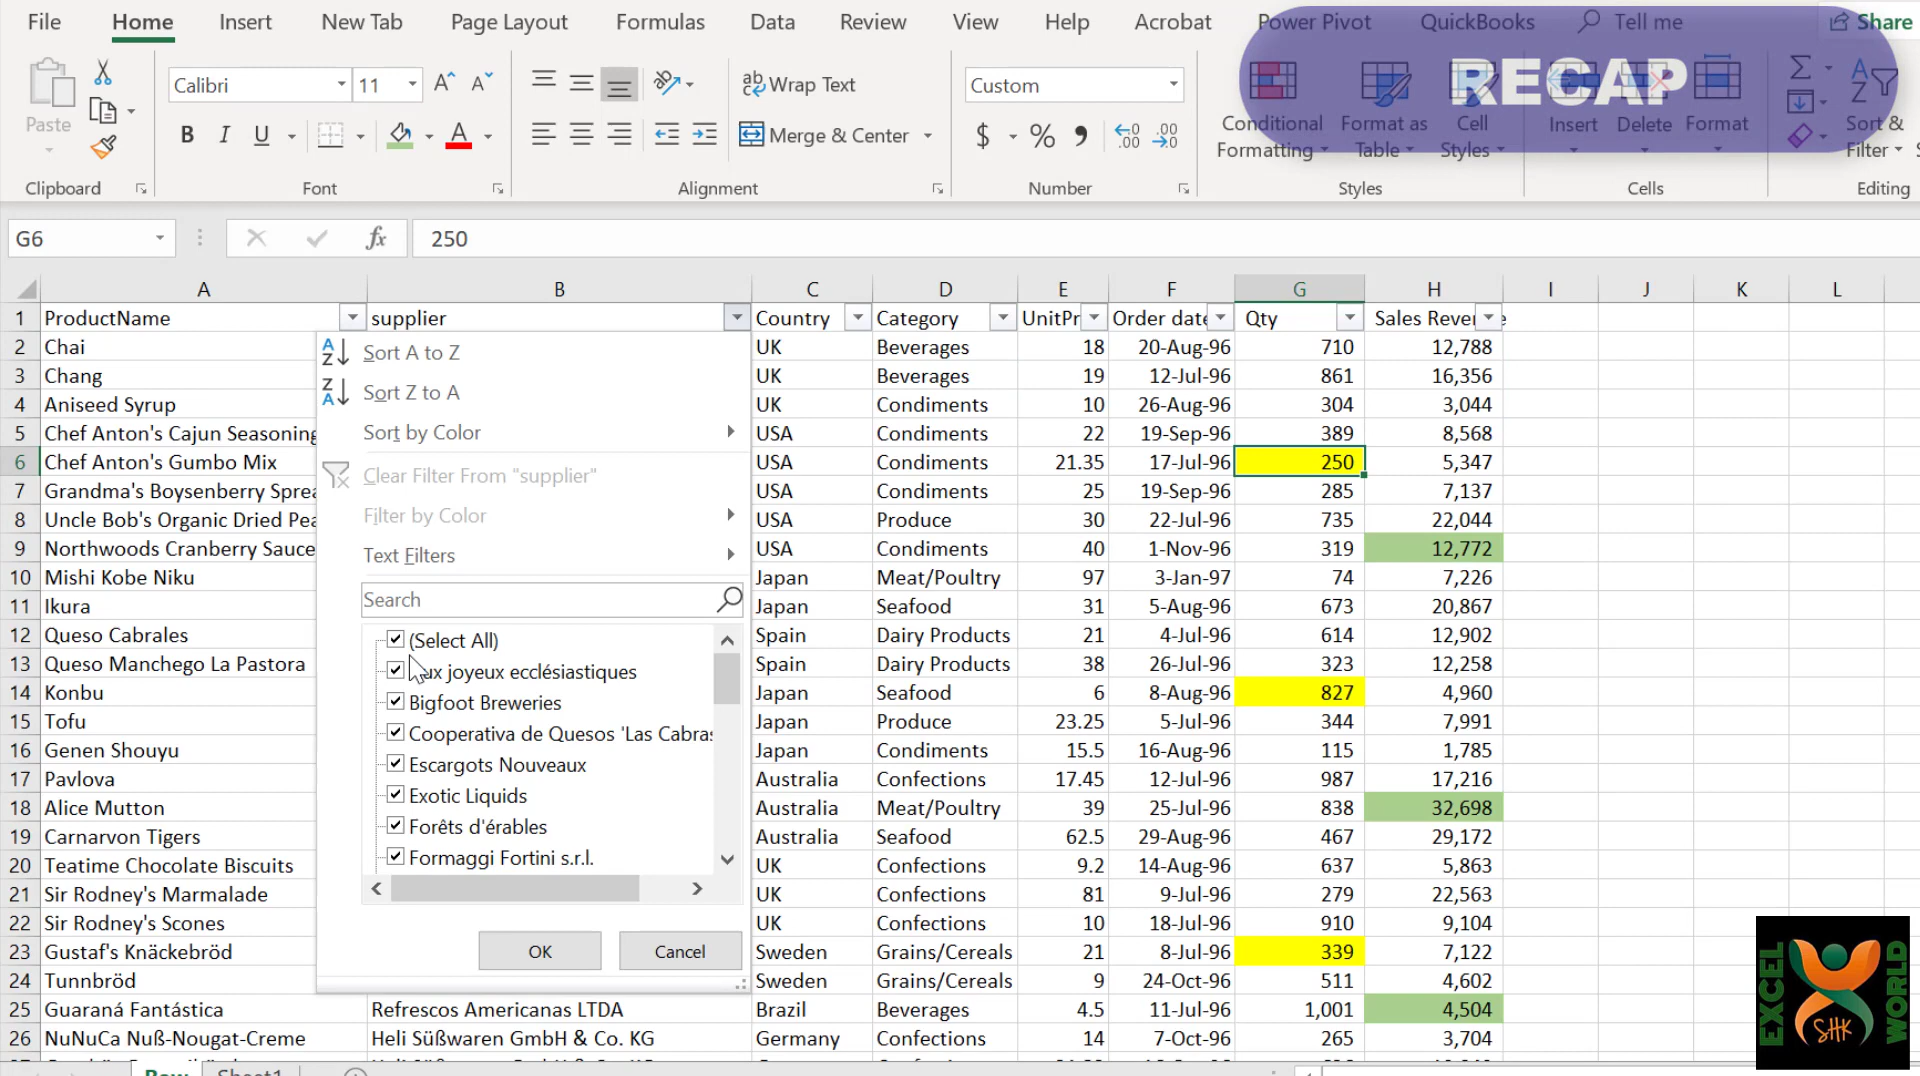 File Home Insert New Tab Page Layout Formulas Data Review View Help Acrobat Power Pivot QuickBooks Tell me Share
RECAP
Paste
Calibri 11
Wrap Text
Custom
B I U
Merge & Center
$ % ,
Conditional Formatting
Format as Table
Cell Styles
Insert Delete Format
Sort & Filter
Clipboard Font Alignment Number Styles Cells Editing
G6 fx 250
A B C D E F G H I J K L
1 ProductName supplier Country Category UnitPr Order date Qty Sales Revenue
2 Chai UK Beverages 18 20-Aug-96 710 12,788
3 Chang UK Beverages 19 12-Jul-96 861 16,356
4 Aniseed Syrup UK Condiments 10 26-Aug-96 304 3,044
5 Chef Anton's Cajun Seasoning USA Condiments 22 19-Sep-96 389 8,568
6 Chef Anton's Gumbo Mix USA Condiments 21.35 17-Jul-96 250 5,347
7 Grandma's Boysenberry Sprea USA Condiments 25 19-Sep-96 285 7,137
8 Uncle Bob's Organic Dried Pea USA Produce 30 22-Jul-96 735 22,044
9 Northwoods Cranberry Sauce USA Condiments 40 1-Nov-96 319 12,772
10 Mishi Kobe Niku Japan Meat/Poultry 97 3-Jan-97 74 7,226
11 Ikura Japan Seafood 31 5-Aug-96 673 20,867
12 Queso Cabrales Spain Dairy Products 21 4-Jul-96 614 12,902
13 Queso Manchego La Pastora Spain Dairy Products 38 26-Jul-96 323 12,258
14 Konbu Japan Seafood 6 8-Aug-96 827 4,960
15 Tofu Japan Produce 23.25 5-Jul-96 344 7,991
16 Genen Shouyu Japan Condiments 15.5 16-Aug-96 115 1,785
17 Pavlova Australia Confections 17.45 12-Jul-96 987 17,216
18 Alice Mutton Australia Meat/Poultry 39 25-Jul-96 838 32,698
19 Carnarvon Tigers Australia Seafood 62.5 29-Aug-96 467 29,172
20 Teatime Chocolate Biscuits UK Confections 9.2 14-Aug-96 637 5,863
21 Sir Rodney's Marmalade UK Confections 81 9-Jul-96 279 22,563
22 Sir Rodney's Scones UK Confections 10 18-Jul-96 910 9,104
23 Gustaf's Knäckebröd Sweden Grains/Cereals 21 8-Jul-96 339 7,122
24 Tunnbröd Sweden Grains/Cereals 9 24-Oct-96 511 4,602
25 Guaraná Fantástica Refrescos Americanas LTDA Brazil Beverages 4.5 11-Jul-96 1,001 4,504
26 NuNuCa Nuß-Nougat-Creme Heli Süßwaren GmbH & Co. KG Germany Confections 14 7-Oct-96 265 3,704
Sort A to Z
Sort Z to A
Sort by Color
Clear Filter From "supplier"
Filter by Color
Text Filters
Search
(Select All)
ux joyeux ecclésiastiques
Bigfoot Breweries
Cooperativa de Quesos 'Las Cabras
Escargots Nouveaux
Exotic Liquids
Forêts d'érables
Formaggi Fortini s.r.l.
OK Cancel
EXCEL
SHK
WORLD